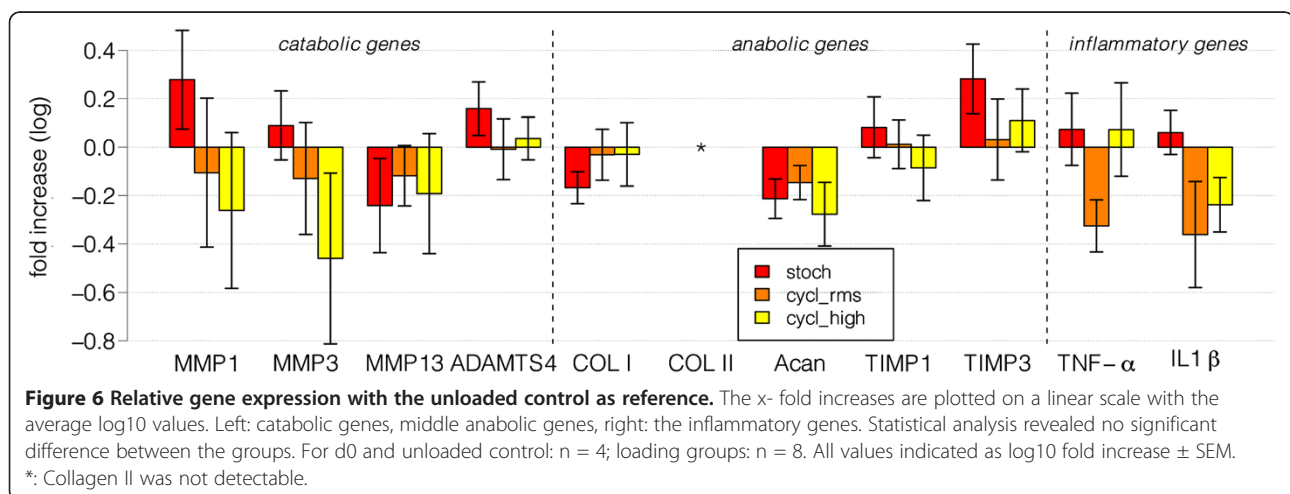 catabolic genes anabolic genes inflammatory genes
fold increase (log)
0.4
0.2
0.0
−0.2
−0.4
−0.6
−0.8
*
stoch
cycl_rms
cycl_high
MMP1 MMP3 MMP13 ADAMTS4 COL I COL II Acan TIMP1 TIMP3 TNF−α IL1 β
Figure 6 Relative gene expression with the unloaded control as reference. The x- fold increases are plotted on a linear scale with the
average log10 values. Left: catabolic genes, middle anabolic genes, right: the inflammatory genes. Statistical analysis revealed no significant
difference between the groups. For d0 and unloaded control: n = 4; loading groups: n = 8. All values indicated as log10 fold increase ± SEM.
*: Collagen II was not detectable.